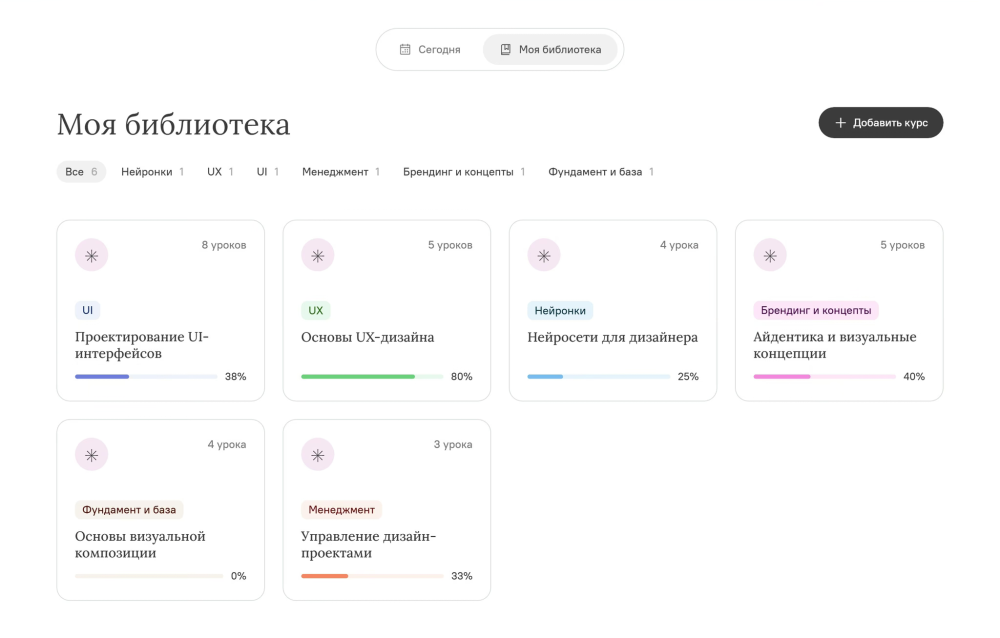 Сегодня
Моя библиотека
Моя библиотека
Добавить курс
Все 6 Нейронки 1 UX 1 UI 1 Менеджмент 1 Брендинг и концепты 1 Фундамент и база 1
8 уроков
UI
Проектирование UI-
интерфейсов
38%
5 уроков
UX
Основы UX-дизайна
80%
4 урока
Нейронки
Нейросети для дизайнера
25%
5 уроков
Брендинг и концепты
Айдентика и визуальные
концепции
40%
4 урока
Фундамент и база
Основы визуальной
композиции
0%
3 урока
Менеджмент
Управление дизайн-
проектами
33%